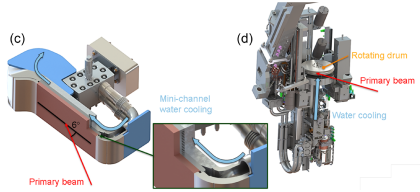 (c)
(d)
Rotating drum
Primary beam
Mini-channel
water cooling
Water cooling
6°
Primary beam